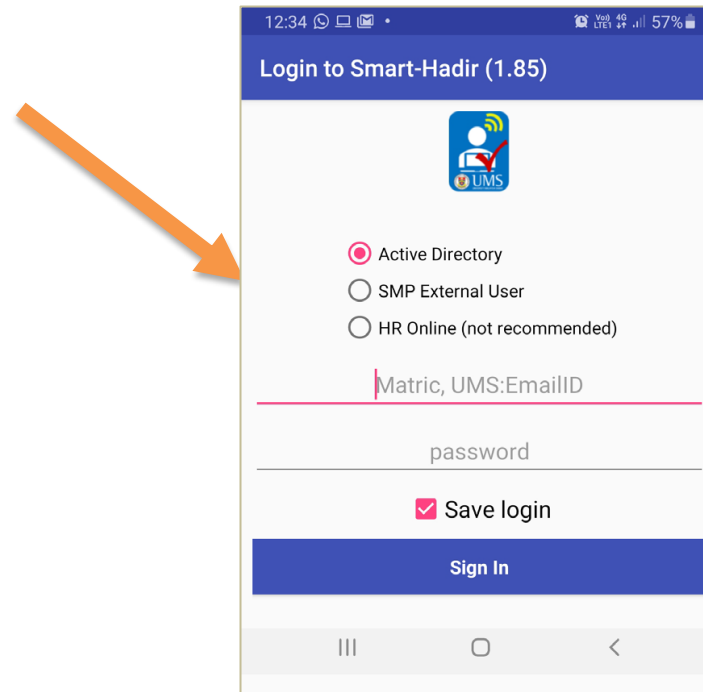 12:34 57%
Login to Smart-Hadir (1.85)
UMS
Active Directory
SMP External User
HR Online (not recommended)
Matric, UMS:EmailID
password
Save login
Sign In